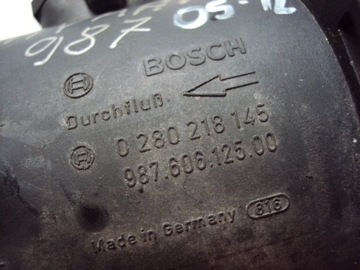 987 05-12
BOSCH
Durchfluß
0 280 218 145
987.606.125.00
Made in Germany 816